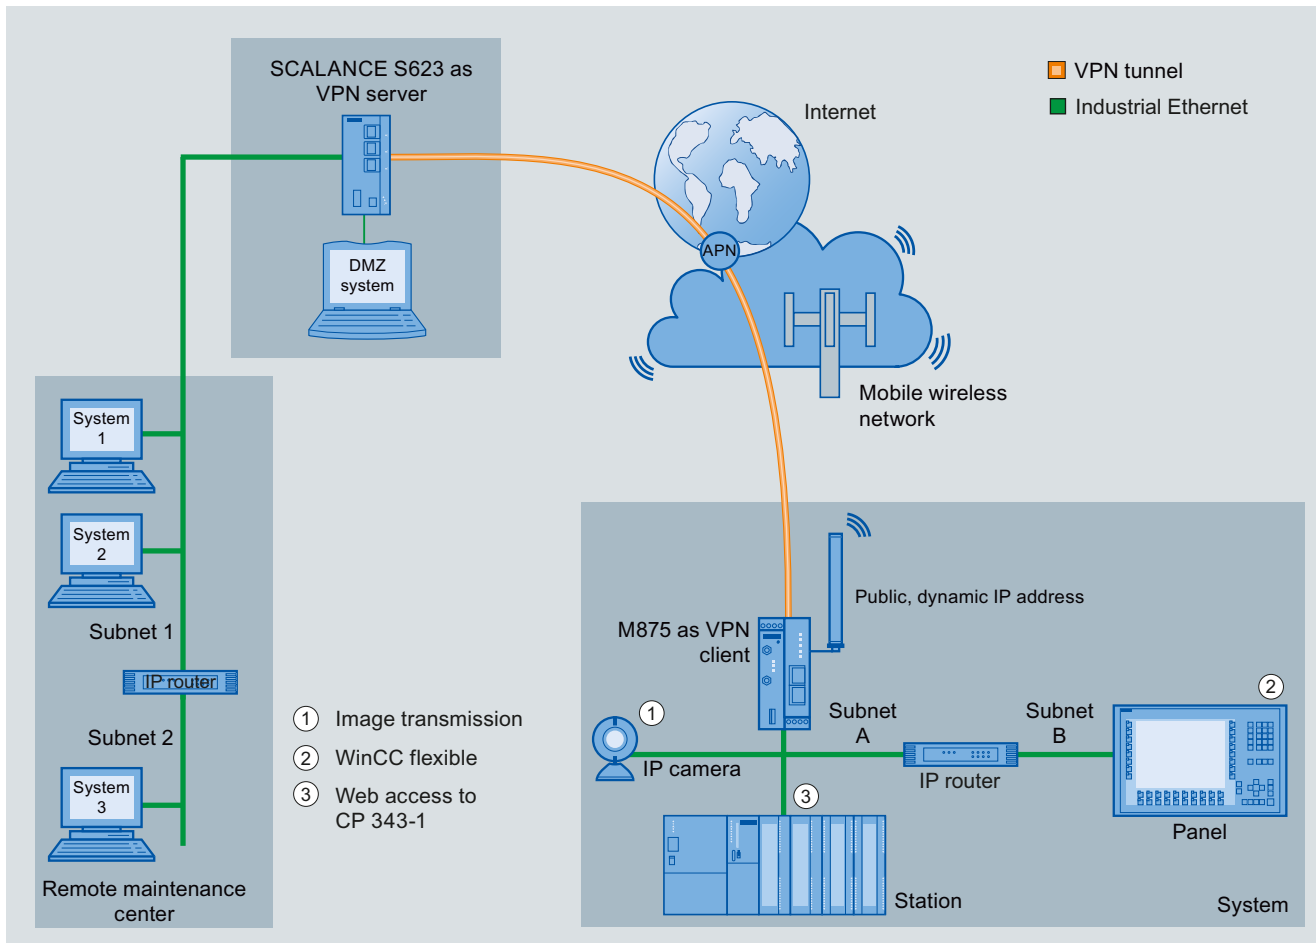 SCALANCE S623 as
VPN server
VPN tunnel
Industrial Ethernet
Internet
APN
DMZ
system
Mobile wireless
network
System
1
System
2
Subnet 1
IP router
Subnet 2
System
3
Remote maintenance
center
1 Image transmission
2 WinCC flexible
3 Web access to
CP 343-1
Public, dynamic IP address
M875 as VPN
client
1
IP camera
Subnet
A
IP router
Subnet
B
2
Panel
3
Station
System